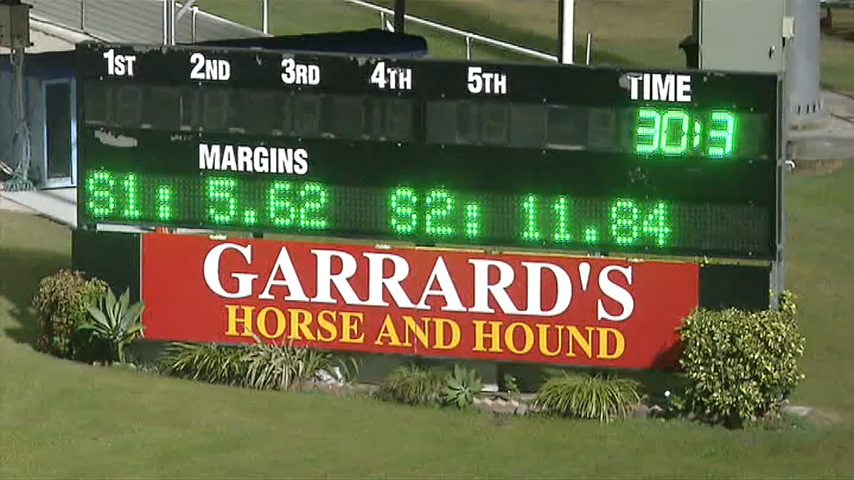 1ST 2ND 3RD 4TH 5TH TIME
30:3
MARGINS
S1: 5.62 S2: 11.84
GARRARD'S
HORSE AND HOUND